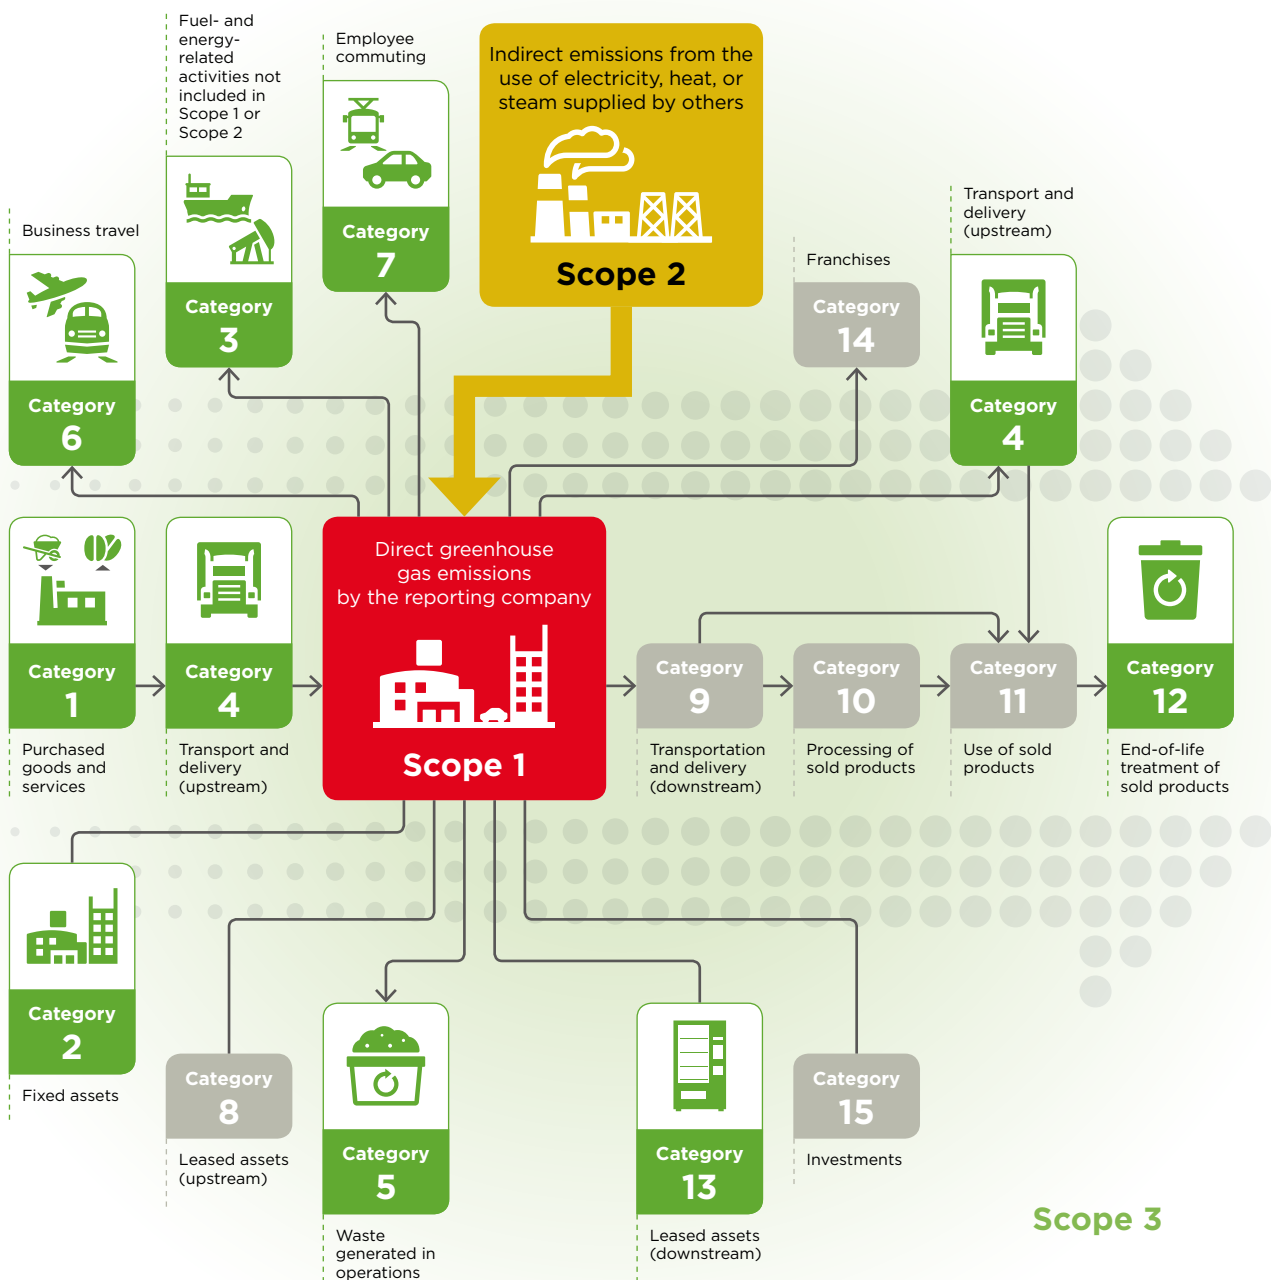 Fuel- and
energy-
related
activities not
included in
Scope 1 or
Scope 2
Category
3
Employee
commuting
Category
7
Indirect emissions from the
use of electricity, heat, or
steam supplied by others
Scope 2
Business travel
Category
6
Franchises
Category
14
Transport and
delivery
(upstream)
Category
4
Category
1
Purchased
goods and
services
Category
4
Transport and
delivery
(upstream)
Direct greenhouse
gas emissions
by the reporting company
Scope 1
Category
9
Transportation
and delivery
(downstream)
Category
10
Processing of
sold products
Category
11
Use of sold
products
Category
12
End-of-life
treatment of
sold products
Category
2
Fixed assets
Category
8
Leased assets
(upstream)
Category
5
Waste
generated in
operations
Category
13
Leased assets
(downstream)
Category
15
Investments
Scope 3